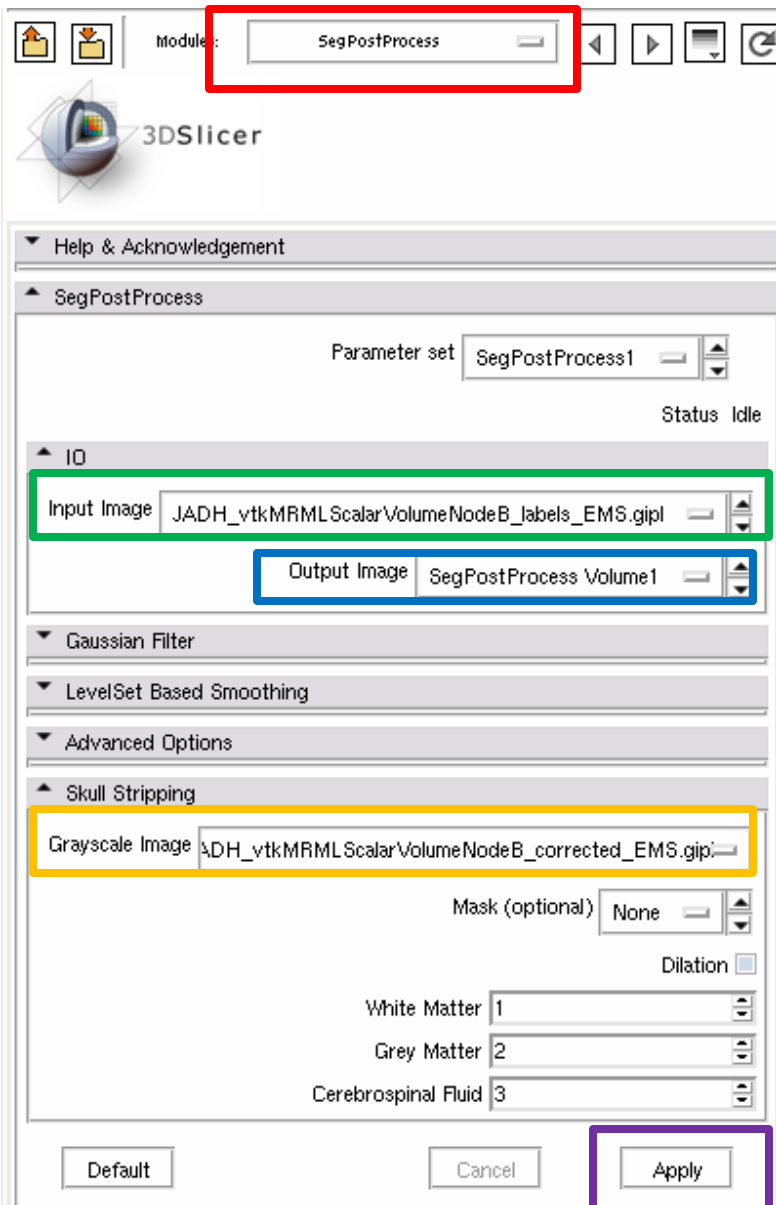 Modules: SegPostProcess
3DSlicer
Help & Acknowledgement
SegPostProcess
Parameter set SegPostProcess1
Status Idle
IO
Input Image JADH_vtkMRMLScalarVolumeNodeB_labels_EMS.gipl
Output Image SegPostProcess Volume1
Gaussian Filter
LevelSet Based Smoothing
Advanced Options
Skull Stripping
Grayscale Image ADH_vtkMRMLScalarVolumeNodeB_corrected_EMS.gipl
Mask (optional) None
Dilation
White Matter 1
Grey Matter 2
Cerebrospinal Fluid 3
Default Cancel Apply